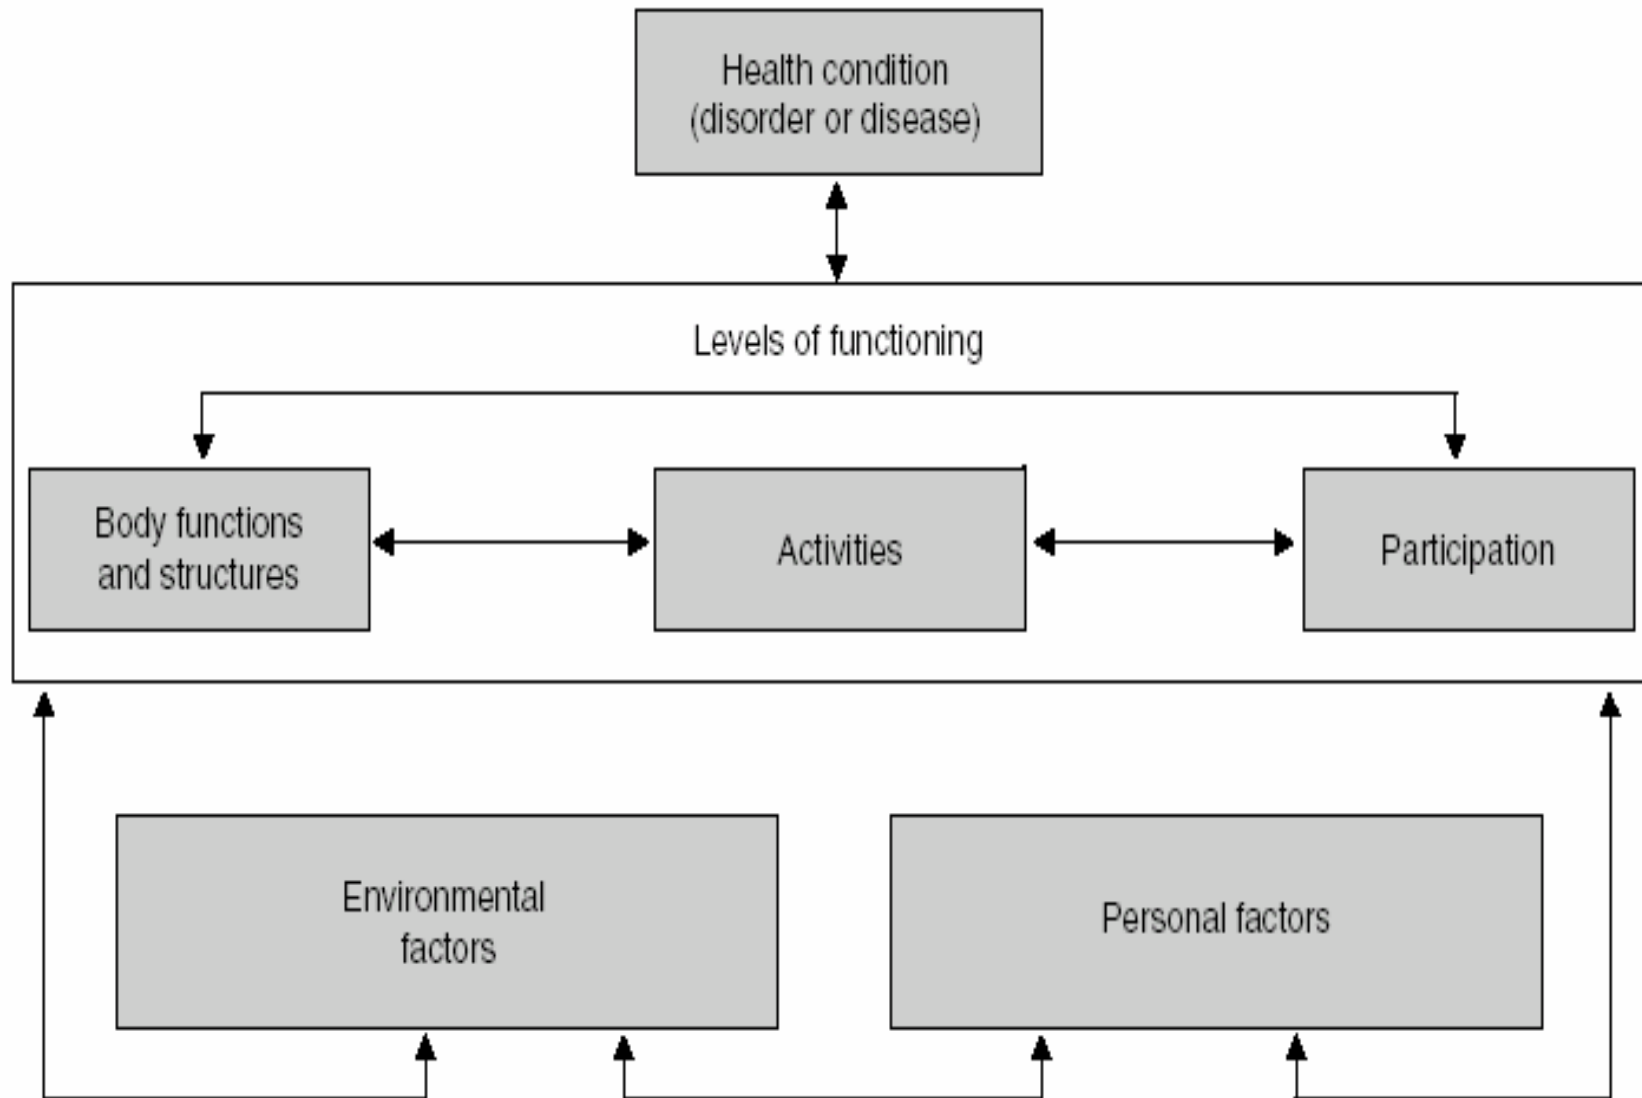 Health condition
(disorder or disease)
Levels of functioning
Body functions
and structures
Activities
Participation
Environmental
factors
Personal factors